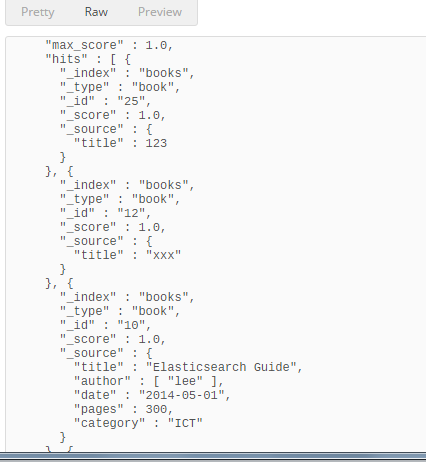 Pretty Raw Preview
"max_score" : 1.0,
"hits" : [ {
"_index" : "books",
"_type" : "book",
"_id" : "25",
"_score" : 1.0,
"_source" : {
"title" : 123
}
}, {
"_index" : "books",
"_type" : "book",
"_id" : "12",
"_score" : 1.0,
"_source" : {
"title" : "xxx"
}
}, {
"_index" : "books",
"_type" : "book",
"_id" : "10",
"_score" : 1.0,
"_source" : {
"title" : "Elasticsearch Guide",
"author" : [ "lee" ],
"date" : "2014-05-01",
"pages" : 300,
"category" : "ICT"
}
}, {